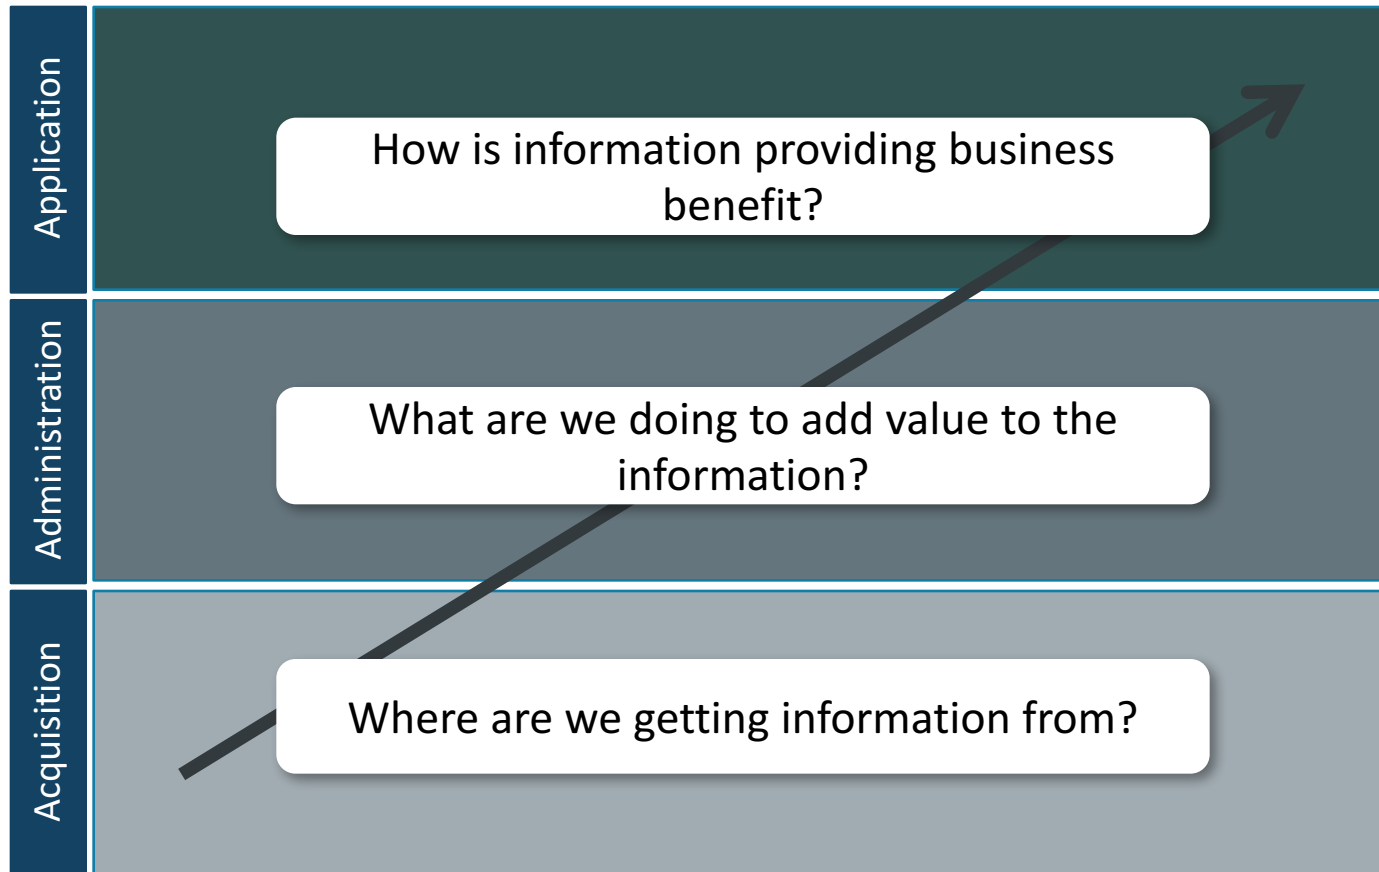 Application
How is information providing business
benefit?
Administration
What are we doing to add value to the
information?
Acquisition
Where are we getting information from?